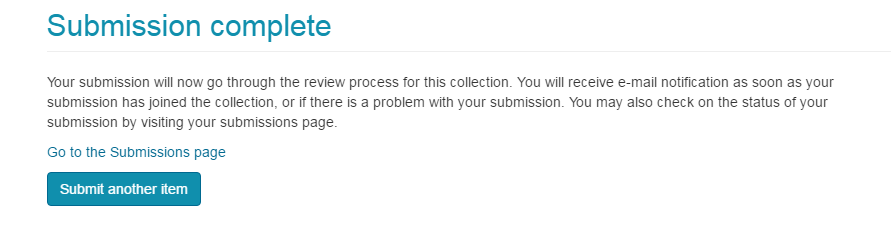 Submission complete
Your submission will now go through the review process for this collection. You will receive e-mail notification as soon as your
submission has joined the collection, or if there is a problem with your submission. You may also check on the status of your
submission by visiting your submissions page.
Go to the Submissions page
Submit another item